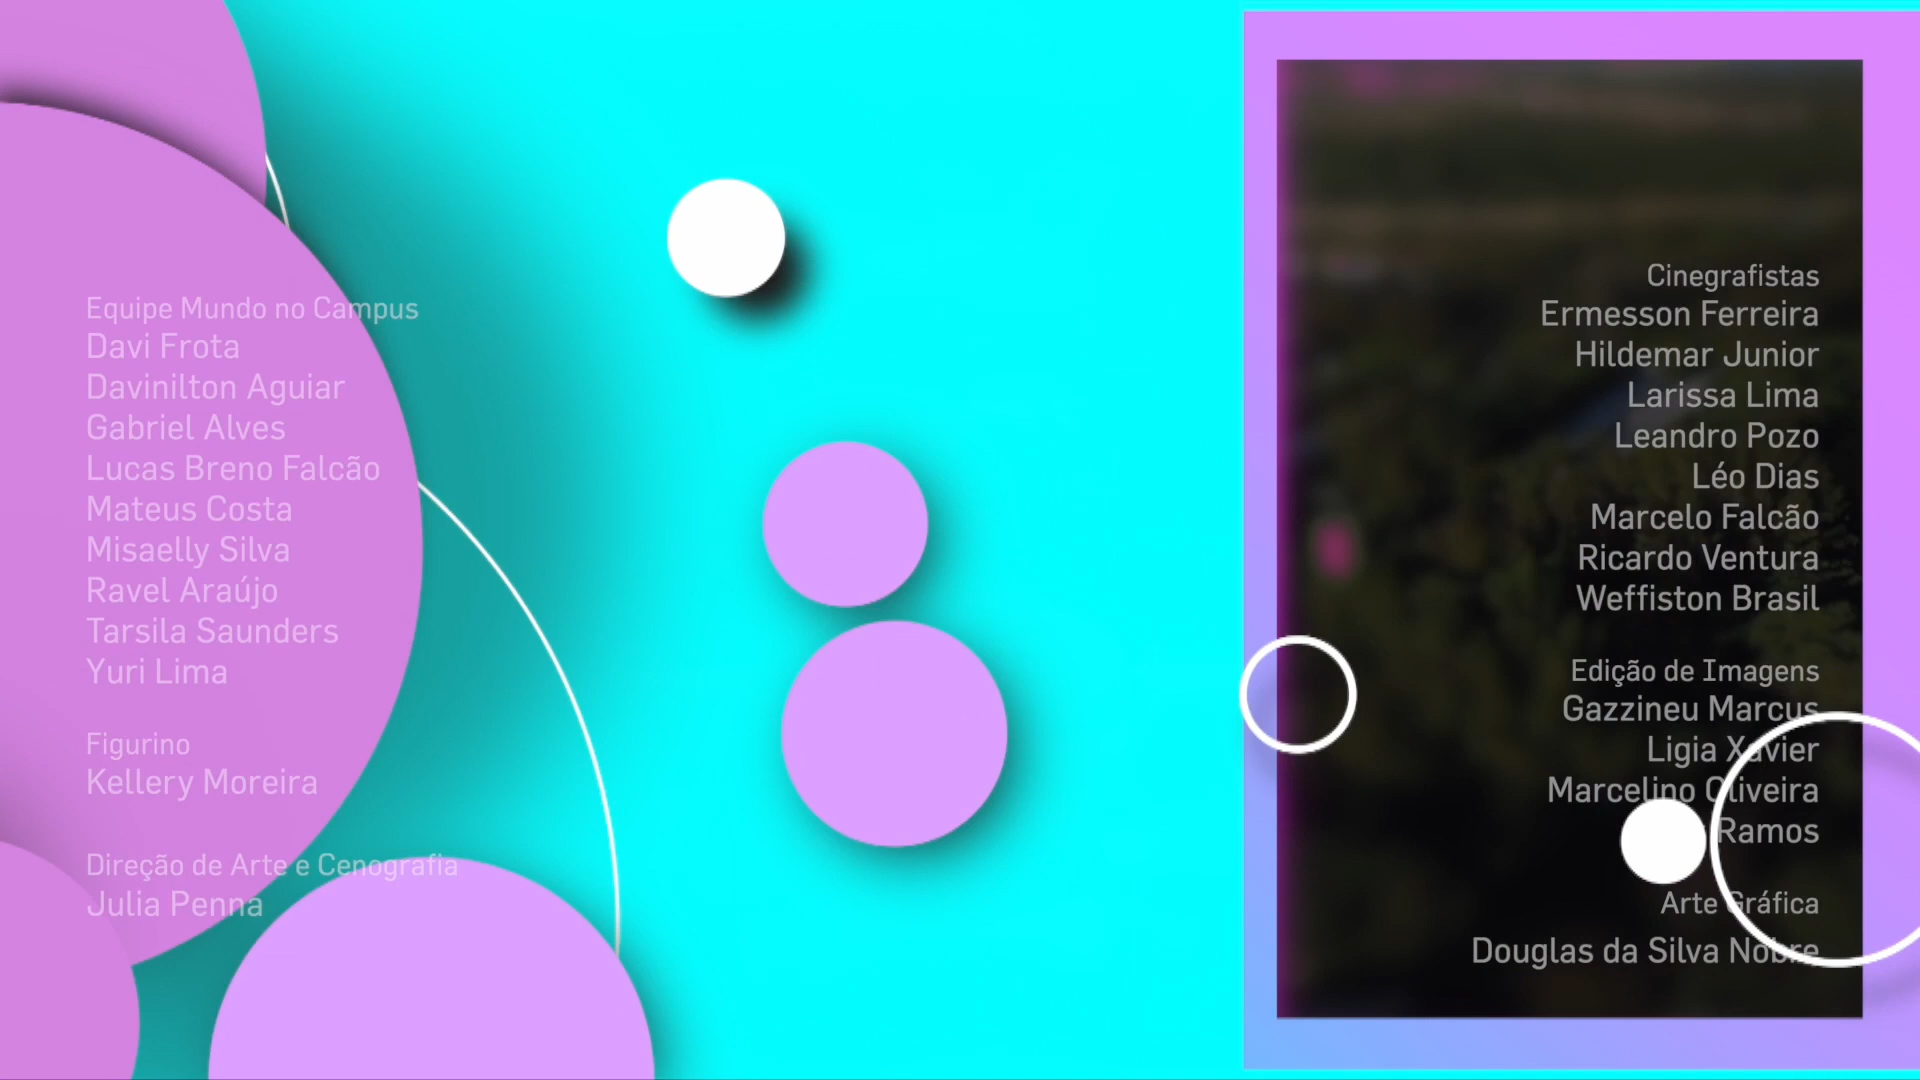 Equipe Mundo no Campus
Davi Frota
Davinilton Aguiar
Gabriel Alves
Lucas Breno Falcão
Mateus Costa
Misaelly Silva
Ravel Araújo
Tarsila Saunders
Yuri Lima
Figurino
Kellery Moreira
Direção de Arte e Cenografia
Julia Penna
Cinegrafistas
Ermesson Ferreira
Hildemar Junior
Larissa Lima
Leandro Pozo
Léo Dias
Marcelo Falcão
Ricardo Ventura
Weffiston Brasil
Edição de Imagens
Gazzineu Marcus
Ligia Xavier
Marcelino Oliveira
Ramos
Arte Gráfica
Douglas da Silva Nobre